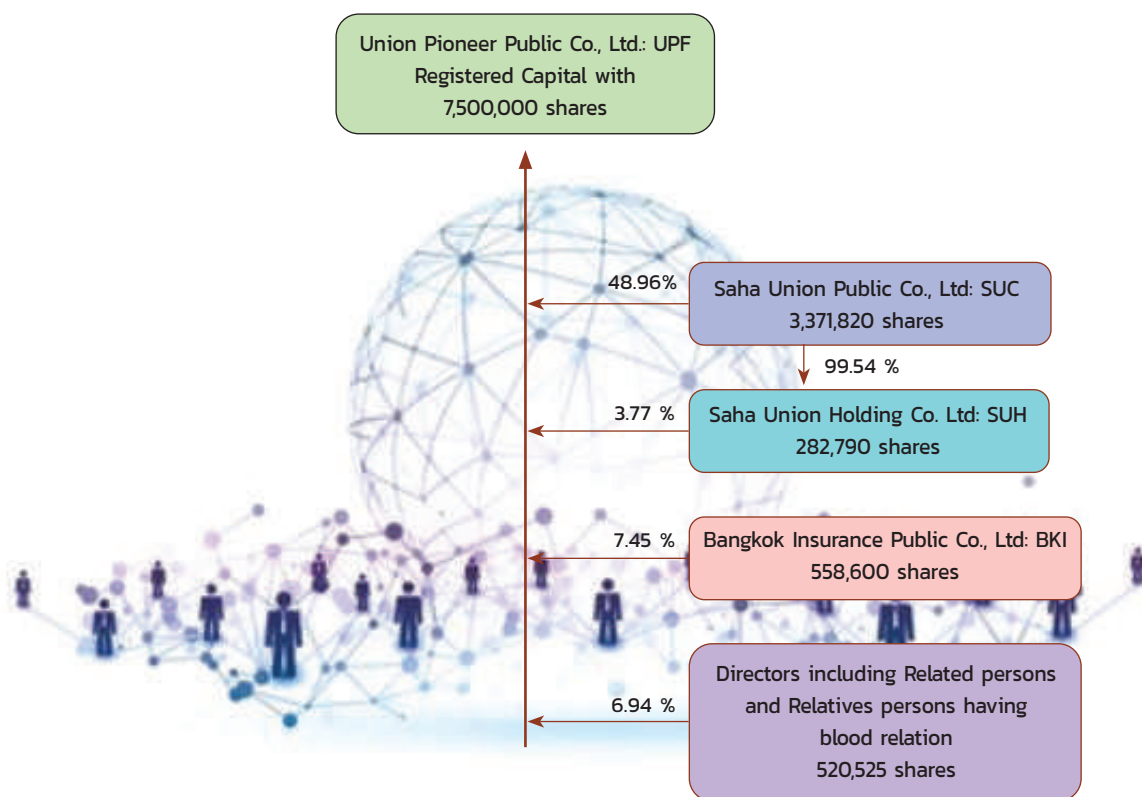 Union Pioneer Public Co., Ltd.: UPF
Registered Capital with
7,500,000 shares
48.96%
Saha Union Public Co., Ltd: SUC
3,371,820 shares
99.54 %
3.77 %
Saha Union Holding Co. Ltd: SUH
282,790 shares
7.45 %
Bangkok Insurance Public Co., Ltd: BKI
558,600 shares
6.94 %
Directors including Related persons
and Relatives persons having
blood relation
520,525 shares